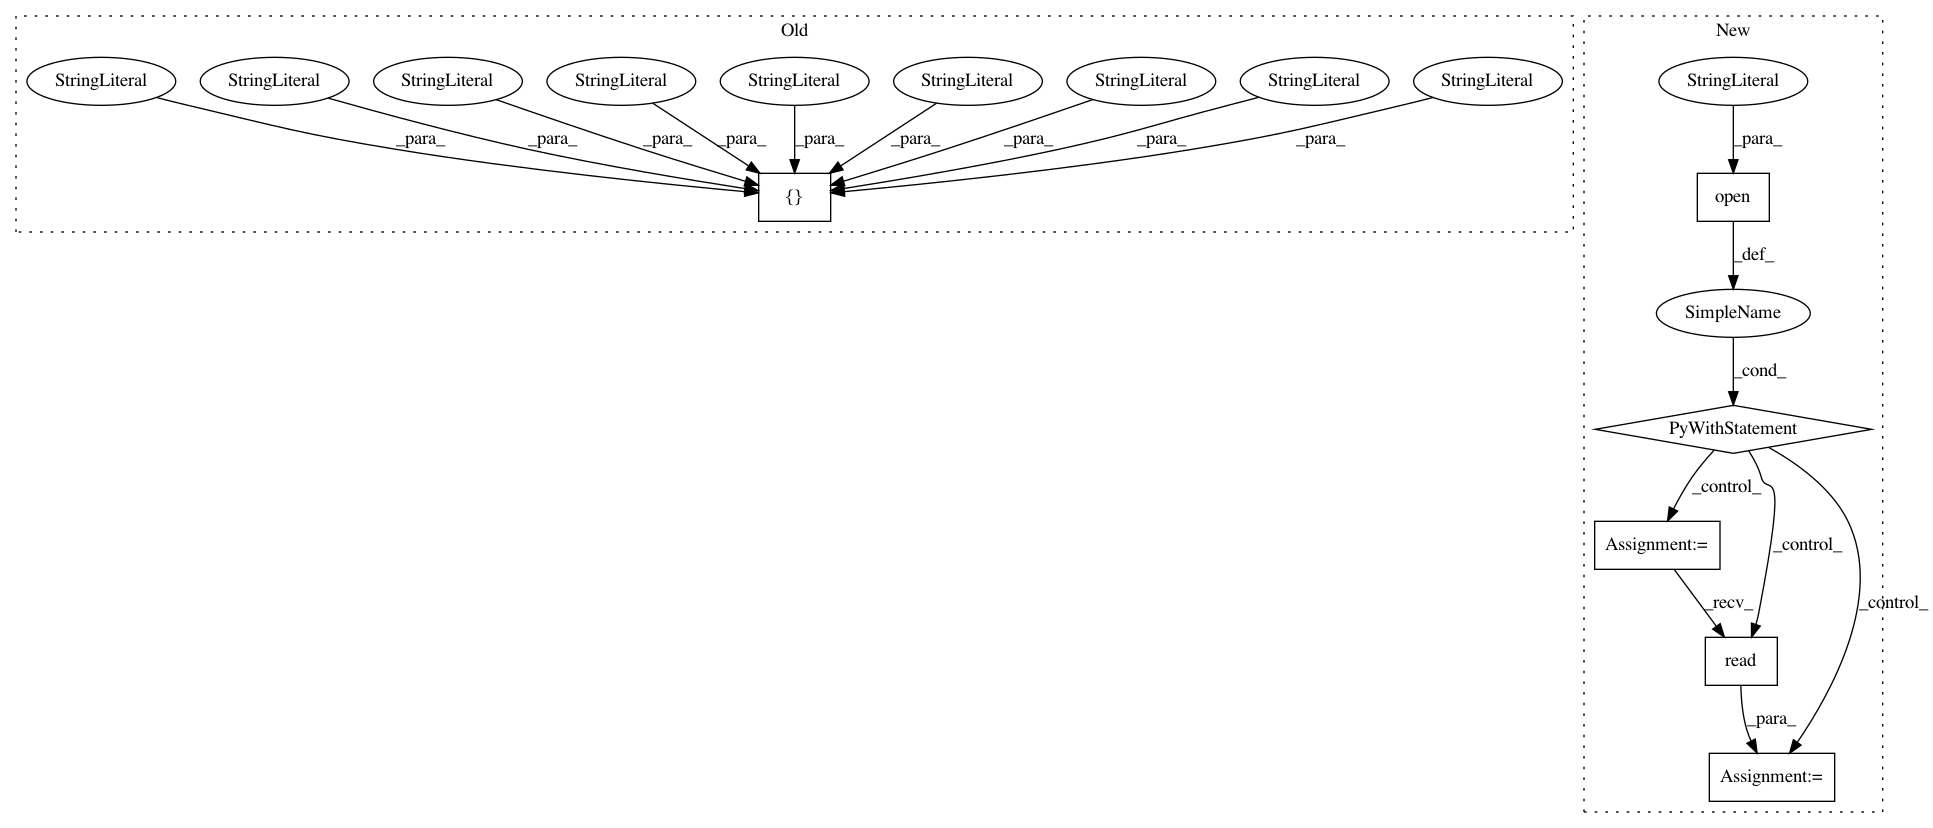 Old
New
StringLiteral StringLiteral StringLiteral StringLiteral StringLiteral StringLiteral StringLiteral StringLiteral StringLiteral StringLiteral
_para_ _para_ _para_ _para_ _para_ _para_ _para_ _para_ _para_ _para_
{}
open
_def_
SimpleName
_cond_
PyWithStatement
_control_
Assignment:=
_control_
_recv_
_control_
read
_para_
Assignment:=